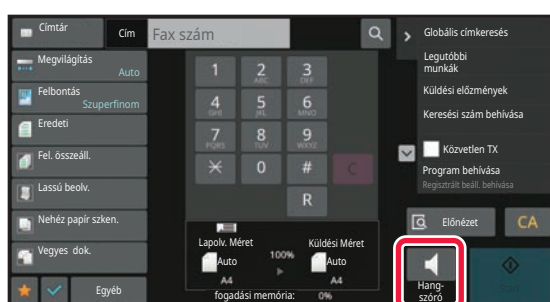 Címtár
Cím
Fax szám
Globális címkeresés
Megvilágítás
Auto
Felbontás
Szuperfinom
Eredeti
Fel. összeáll.
Lassú beolv.
Nehéz papír szken.
Vegyes dok.
Egyéb
1
2 ABC
3 DEF
4 GHI
5 JKL
6 MNO
7 PQRS
8 TUV
9 WXYZ
0
#
C
R
Lapolv. Méret
Auto
A4
100%
Küldési Méret
Auto
A4
fogadási memória: 0%
Legutóbbi
munkák
Küldési előzmények
Keresési szám behívása
Közvetlen TX
Program behívása
Regisztrált beáll. behívása
Előnézet
CA
Hang-
szóró